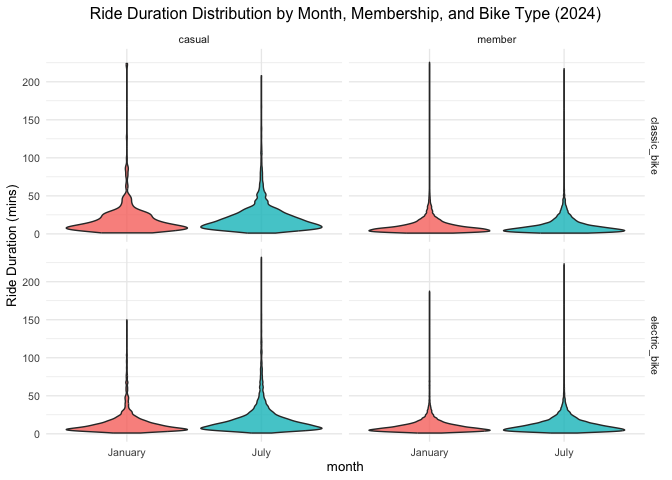 Ride Duration Distribution by Month, Membership, and Bike Type (2024)
casual
member
200
150
100
50
0
classic_bike
200
150
100
50
0
electric_bike
Ride Duration (mins)
January
July
January
July
month